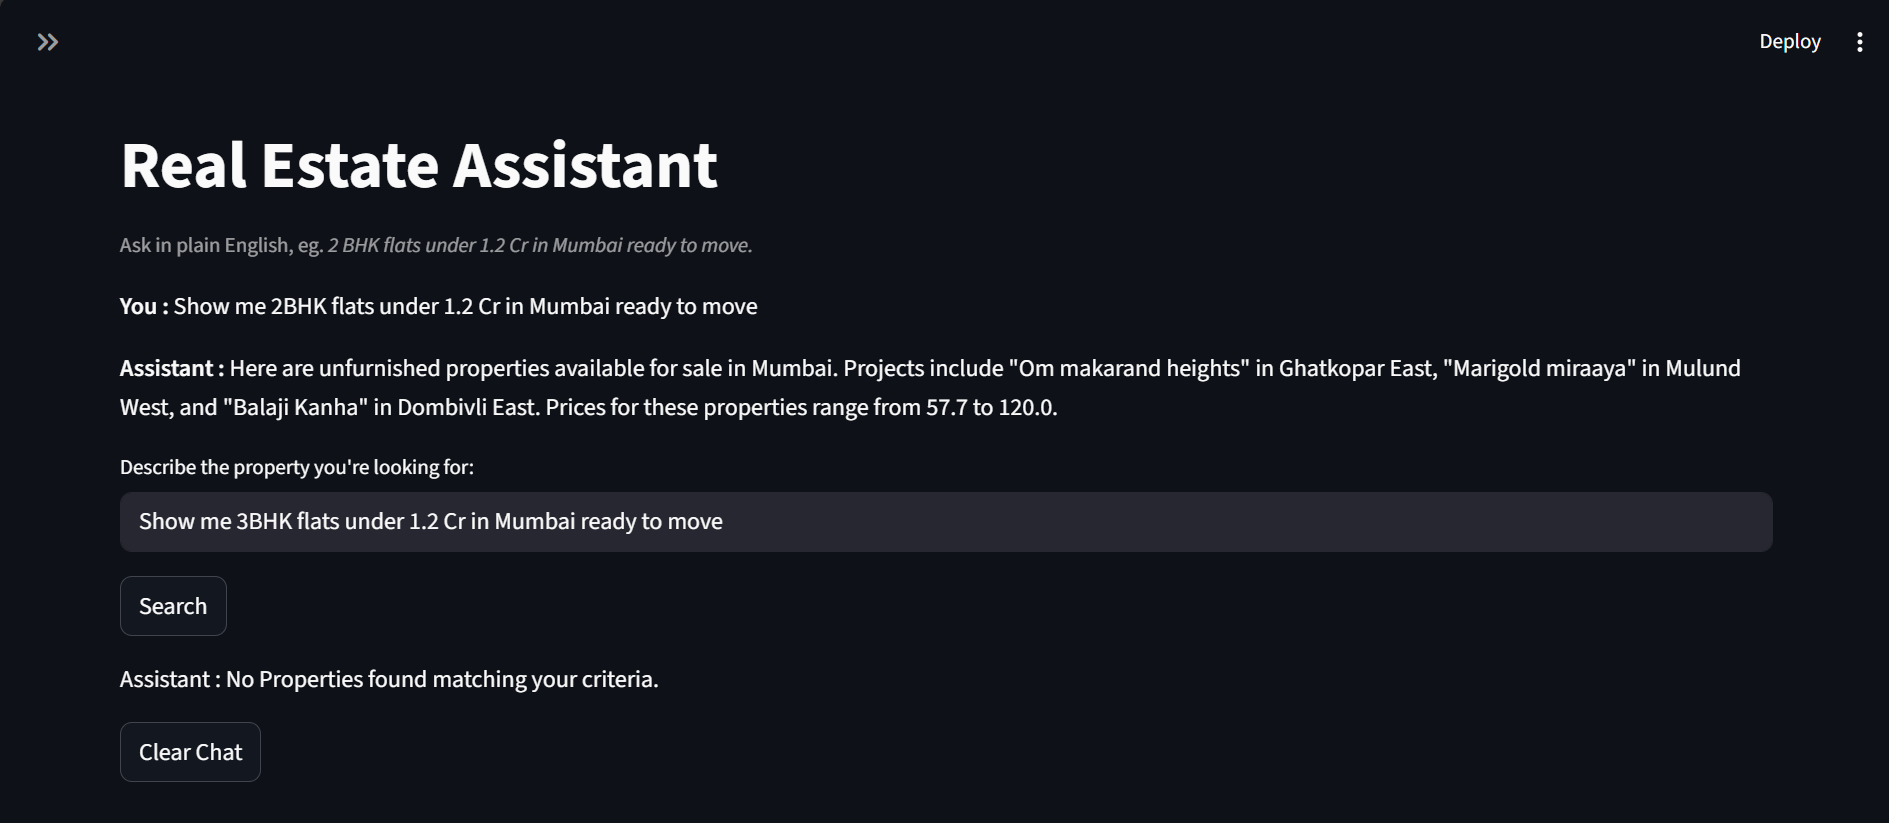 Deploy
Real Estate Assistant
Ask in plain English, eg. 2 BHK flats under 1.2 Cr in Mumbai ready to move.
You : Show me 2BHK flats under 1.2 Cr in Mumbai ready to move
Assistant : Here are unfurnished properties available for sale in Mumbai. Projects include "Om makarand heights" in Ghatkopar East, "Marigold miraaya" in Mulund
West, and "Balaji Kanha" in Dombivli East. Prices for these properties range from 57.7 to 120.0.
Describe the property you're looking for:
Show me 3BHK flats under 1.2 Cr in Mumbai ready to move
Search
Assistant : No Properties found matching your criteria.
Clear Chat